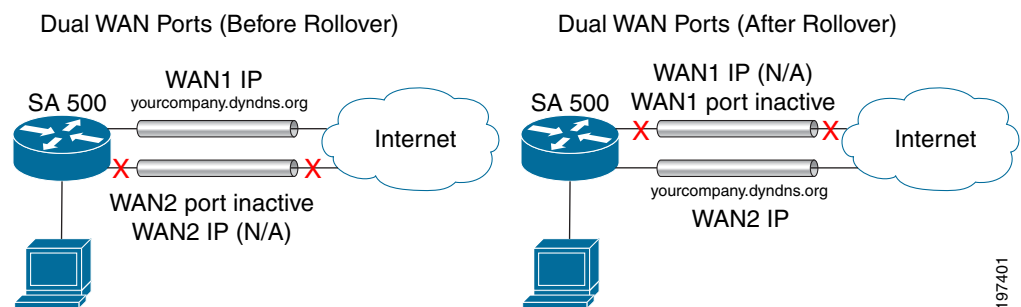 Dual WAN Ports (Before Rollover)
WAN1 IP
yourcompany.dyndns.org
SA 500
Internet
X X
WAN2 port inactive
WAN2 IP (N/A)
Dual WAN Ports (After Rollover)
WAN1 IP (N/A)
SA 500
WAN1 port inactive
X X
Internet
yourcompany.dyndns.org
WAN2 IP
197401